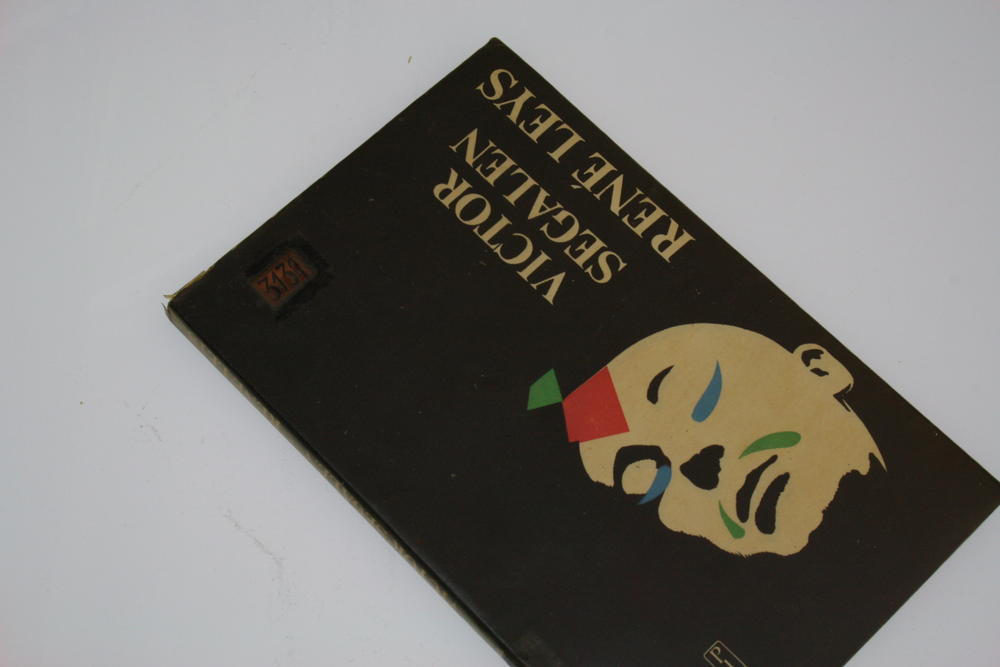 VICTOR
SEGALEN
RENÉ LEYS
3131